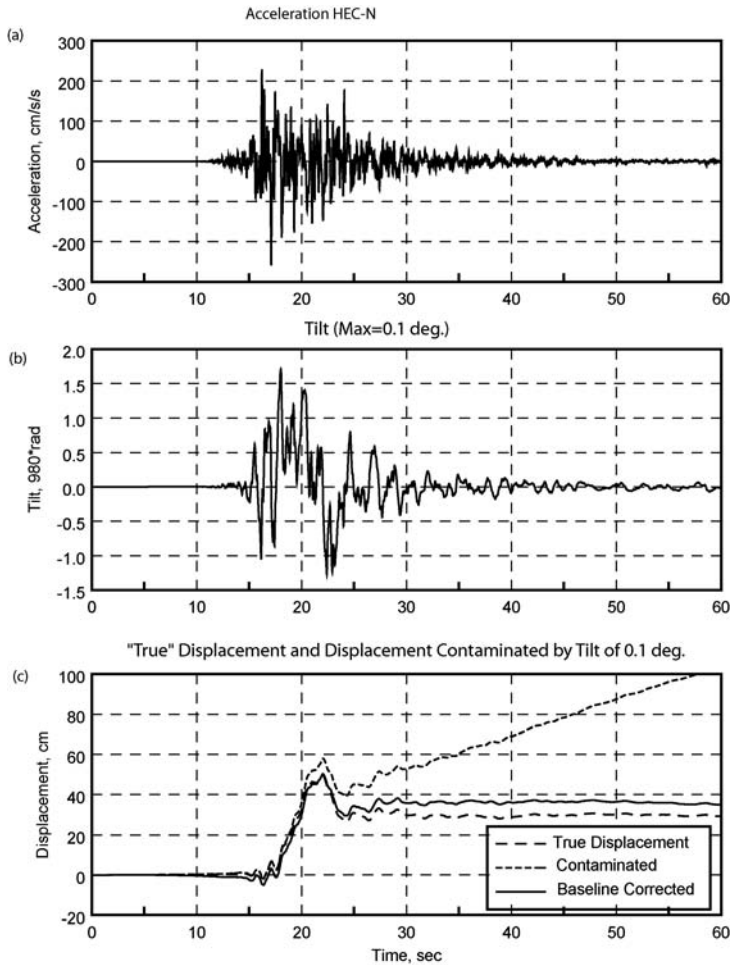 Acceleration HEC-N
(a)
300
200
100
0
-100
-200
-300
Acceleration, cm/s/s
0 10 20 30 40 50 60
Tilt (Max=0.1 deg.)
(b)
2.0
1.5
1.0
0.5
0.0
-0.5
-1.0
-1.5
Tilt, 980*rad
0 10 20 30 40 50 60
"True" Displacement and Displacement Contaminated by Tilt of 0.1 deg.
(c)
100
80
60
40
20
0
-20
Displacement, cm
True Displacement
Contaminated
Baseline Corrected
0 10 20 30 40 50 60
Time, sec